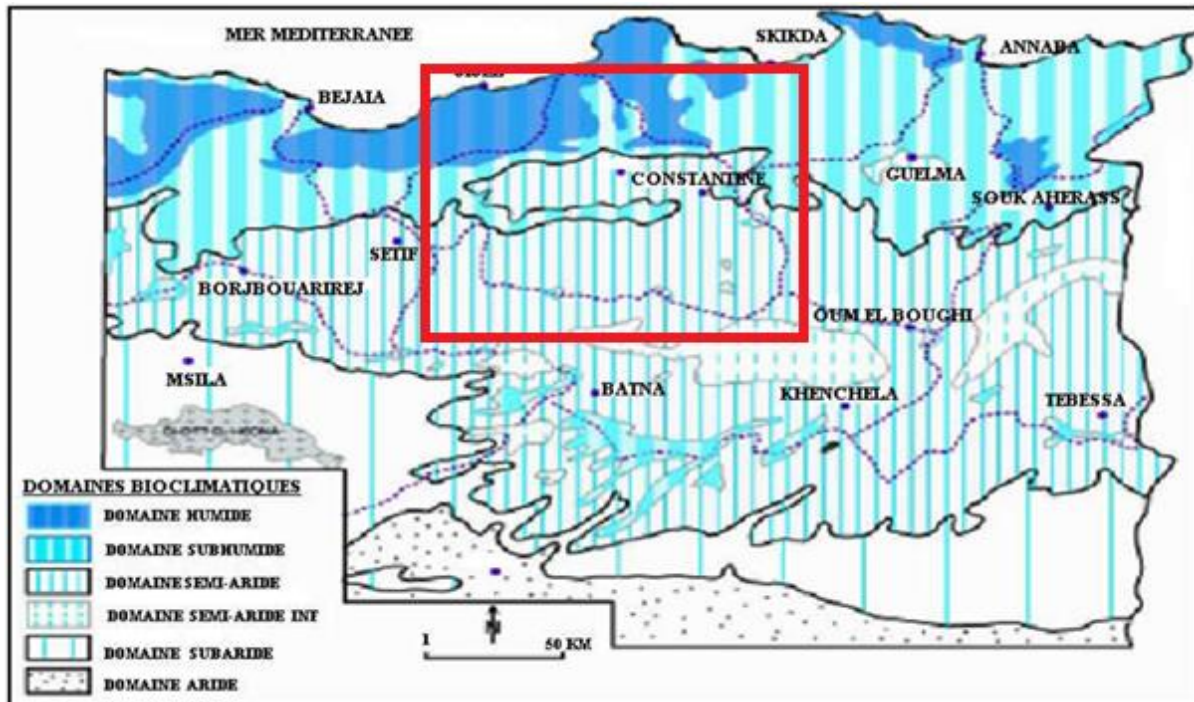 MER MEDITERRANEE
SKIKDA
ANNABA
BEJAIA
CONSTANTINE
GUELMA
SOUK AHERASS
SETIF
BORJBOUARIREJ
OUM EL BOUGHI
MSILA
BATNA
KHENCHELA
TEBESSA
DOMAINES BIOCLIMATIQUES
DOMAINE HUMIDE
DOMAINE SUBHUMIDE
DOMAINE SEMI-ARIDE
DOMAINE SEMI-ARIDE INF
DOMAINE SUBARIDE
DOMAINE ARIDE
N
1 50 KM